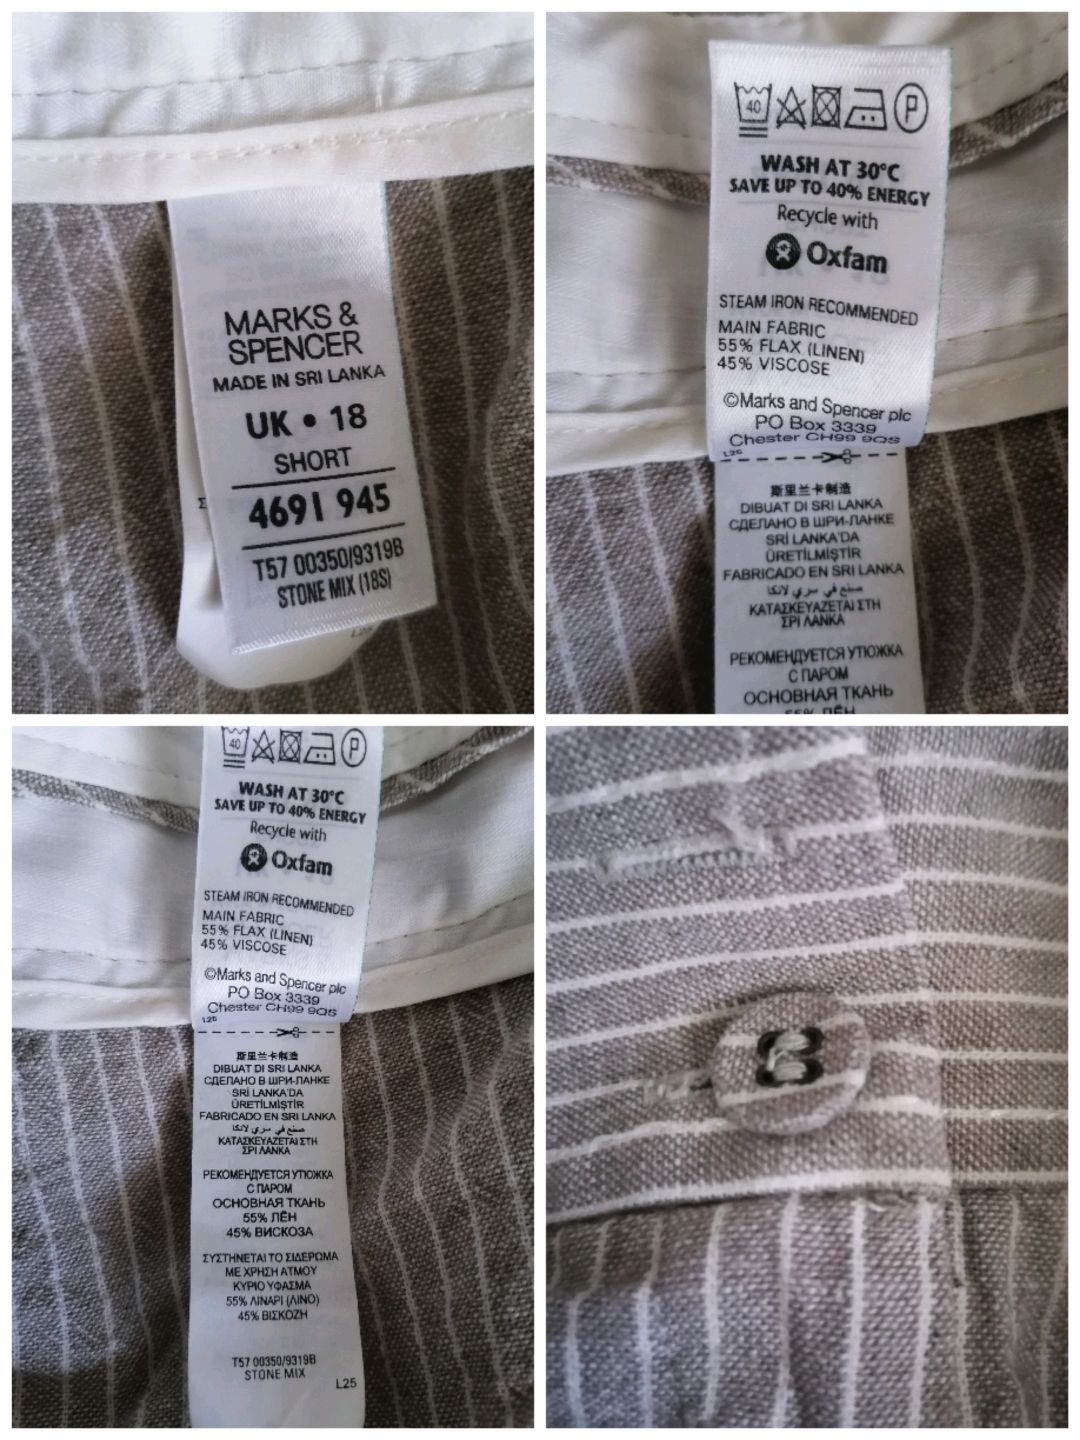 MARKS &
SPENCER
MADE IN SRI LANKA
UK • 18
SHORT
4691 945
T57 00350/9319B
STONE MIX (18S)
40
P
WASH AT 30°C
SAVE UP TO 40% ENERGY
Recycle with
Oxfam
STEAM IRON RECOMMENDED
MAIN FABRIC
55% FLAX (LINEN)
45% VISCOSE
©Marks and Spencer plc
PO Box 3339
Chester CH99 9QS
L25
斯里兰卡制造
DIBUAT DI SRI LANKA
СДЕЛАНО В ШРИ-ЛАНКЕ
SRİ LANKA'DA
ÜRETİLMİŞTİR
FABRICADO EN SRI LANKA
صنع في سري لانكا
ΚΑΤΑΣΚΕΥΑΖΕΤΑΙ ΣΤΗ
ΣΡΙ ΛΑΝΚΑ
РЕКОМЕНДУЕТСЯ УТЮЖКА
С ПАРОМ
ОСНОВНАЯ ТКАНЬ
55% ЛЁН
40
P
WASH AT 30°C
SAVE UP TO 40% ENERGY
Recycle with
Oxfam
STEAM IRON RECOMMENDED
MAIN FABRIC
55% FLAX (LINEN)
45% VISCOSE
©Marks and Spencer plc
PO Box 3339
Chester CH99 9QS
L25
斯里兰卡制造
DIBUAT DI SRI LANKA
СДЕЛАНО В ШРИ-ЛАНКЕ
SRİ LANKA'DA
ÜRETİLMİŞTİR
FABRICADO EN SRI LANKA
صنع في سري لانكا
ΚΑΤΑΣΚΕΥΑΖΕΤΑΙ ΣΤΗ
ΣΡΙ ΛΑΝΚΑ
РЕКОМЕНДУЕТСЯ УТЮЖКА
С ПАРОМ
ОСНОВНАЯ ТКАНЬ
55% ЛЁН
45% ВИСКОЗА
ΣΥΣΤΗΝΕΤΑΙ ΤΟ ΣΙΔΕΡΩΜΑ
ΜΕ ΧΡΗΣΗ ΑΤΜΟΥ
ΚΥΡΙΟ ΥΦΑΣΜΑ
55% ΛΙΝΑΡΙ (ΛΙΝΟ)
45% ΒΙΣΚΟΖΗ
T57 00350/9319B
STONE MIX
L25